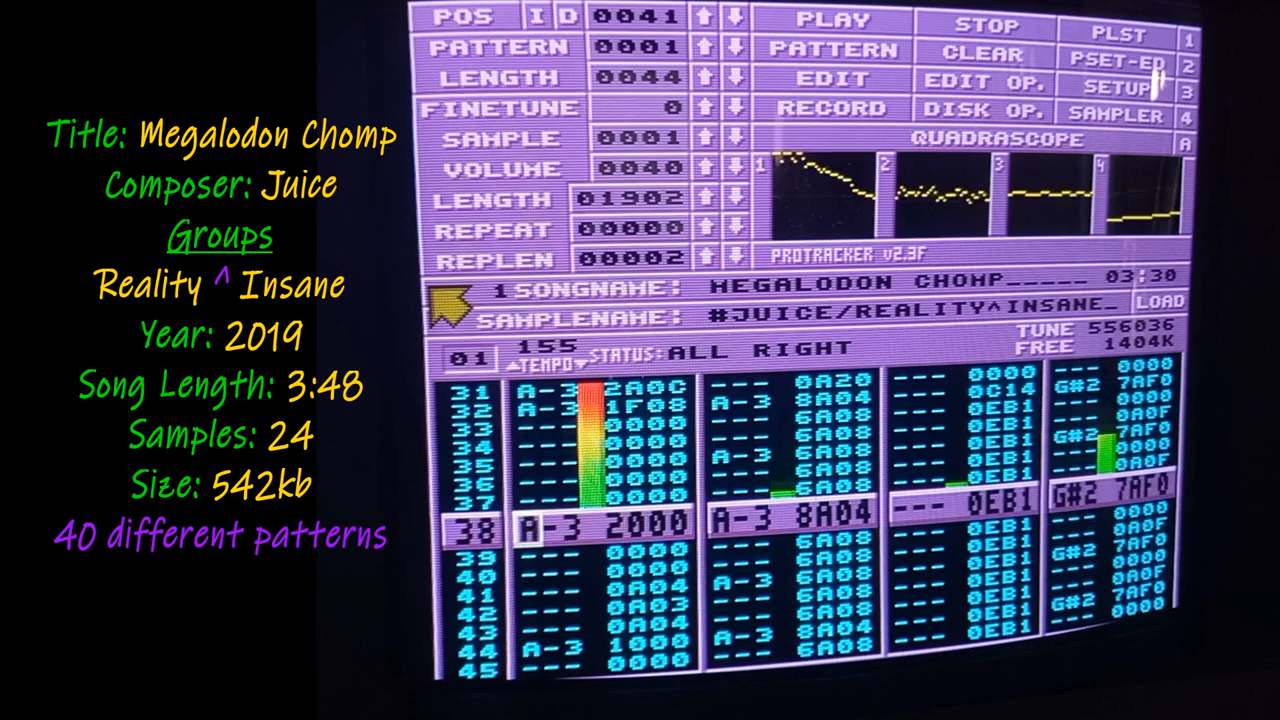 Title: Megalodon Chomp
Composer: Juice
Groups
Reality ^ Insane
Year: 2019
Song Length: 3:48
Samples: 24
Size: 542kb
40 different patterns
POS I D 0041 PLAY STOP PLST 1
PATTERN 0001 PATTERN CLEAR PSET-ED 2
LENGTH 0044 EDIT EDIT OP. SETUP 3
FINETUNE 0 RECORD DISK OP. SAMPLER 4
SAMPLE 0001 QUADRASCOPE A
VOLUME 0040 1 2 3 4
LENGTH 01902
REPEAT 00000
REPLEN 00002 PROTRACKER V2.3F
1 SONGNAME: MEGALODON CHOMP_____ 03:30
SAMPLENAME: #JUICE/REALITY^INSANE_ LOAD
01 155 TEMPO STATUS: ALL RIGHT TUNE 556036
FREE 1404K
31 A-3 2A0C --- 0A20 --- 0000 --- 0000
32 A-3 1F08 A-3 8A04 --- 0C14 G#2 7AF0
33 --- 0000 --- 6A08 --- 0EB1 --- 0000
34 --- 0000 --- 6A08 --- 0EB1 --- 0A0F
35 --- 0000 A-3 6A08 --- 0EB1 G#2 7AF0
36 --- 0000 --- 6A08 --- 0EB1 --- 0000
37 --- 0000 --- 6A08 --- 0EB1 --- 0A0F
38 A-3 2000 A-3 8A04 --- 0EB1 G#2 7AF0
39 --- 0000 --- 6A08 --- 0EB1 --- 0000
40 --- 0000 --- 6A08 --- 0EB1 --- 0A0F
41 --- 0A04 A-3 6A08 --- 0EB1 G#2 7AF0
42 --- 0A03 --- 6A08 --- 0EB1 --- 0000
43 --- 0A04 --- 6A08 --- 0EB1 --- 0A0F
44 A-3 1000 A-3 8A04 --- 0EB1 G#2 7AF0
45 --- 0000 --- 6A08 --- 0EB1 --- 0000